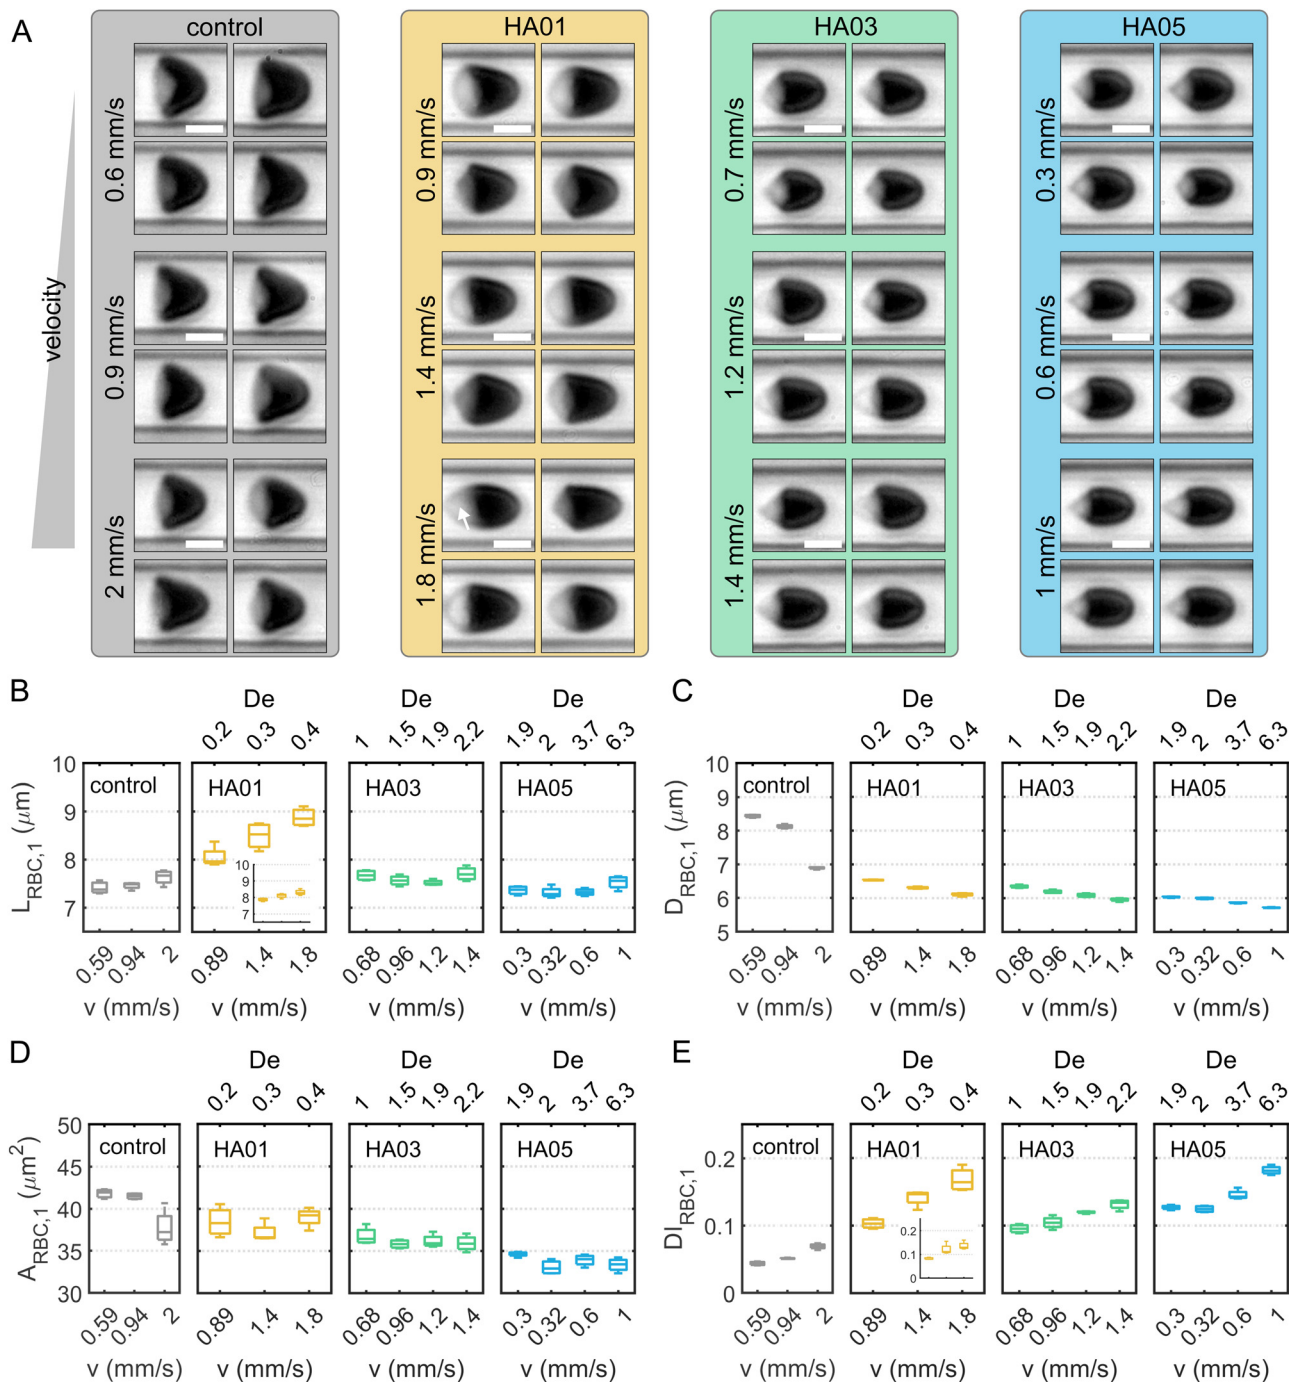 A
control
HA01
HA03
HA05
velocity
0.6 mm/s
0.9 mm/s
2 mm/s
0.9 mm/s
1.4 mm/s
1.8 mm/s
0.7 mm/s
1.2 mm/s
1.4 mm/s
0.3 mm/s
0.6 mm/s
1 mm/s
B
De
De
De
0.2 0.3 0.4
1 1.5 1.9 2.2
1.9 2 3.7 6.3
L_RBC,1 (μm)
10
9
8
7
control
HA01
HA03
HA05
10
9
8
7
0.59 0.94 2
0.89 1.4 1.8
0.68 0.96 1.2 1.4
0.3 0.32 0.6 1
v (mm/s)
v (mm/s)
v (mm/s)
v (mm/s)
C
De
De
De
0.2 0.3 0.4
1 1.5 1.9 2.2
1.9 2 3.7 6.3
D_RBC,1 (μm)
10
9
8
7
6
5
control
HA01
HA03
HA05
0.59 0.94 2
0.89 1.4 1.8
0.68 0.96 1.2 1.4
0.3 0.32 0.6 1
v (mm/s)
v (mm/s)
v (mm/s)
v (mm/s)
D
De
De
De
0.2 0.3 0.4
1 1.5 1.9 2.2
1.9 2 3.7 6.3
A_RBC,1 (μm²)
50
45
40
35
30
control
HA01
HA03
HA05
0.59 0.94 2
0.89 1.4 1.8
0.68 0.96 1.2 1.4
0.3 0.32 0.6 1
v (mm/s)
v (mm/s)
v (mm/s)
v (mm/s)
E
De
De
De
0.2 0.3 0.4
1 1.5 1.9 2.2
1.9 2 3.7 6.3
DI_RBC,1
0.2
0.1
0
control
HA01
HA03
HA05
0.2
0.1
0
0.59 0.94 2
0.89 1.4 1.8
0.68 0.96 1.2 1.4
0.3 0.32 0.6 1
v (mm/s)
v (mm/s)
v (mm/s)
v (mm/s)